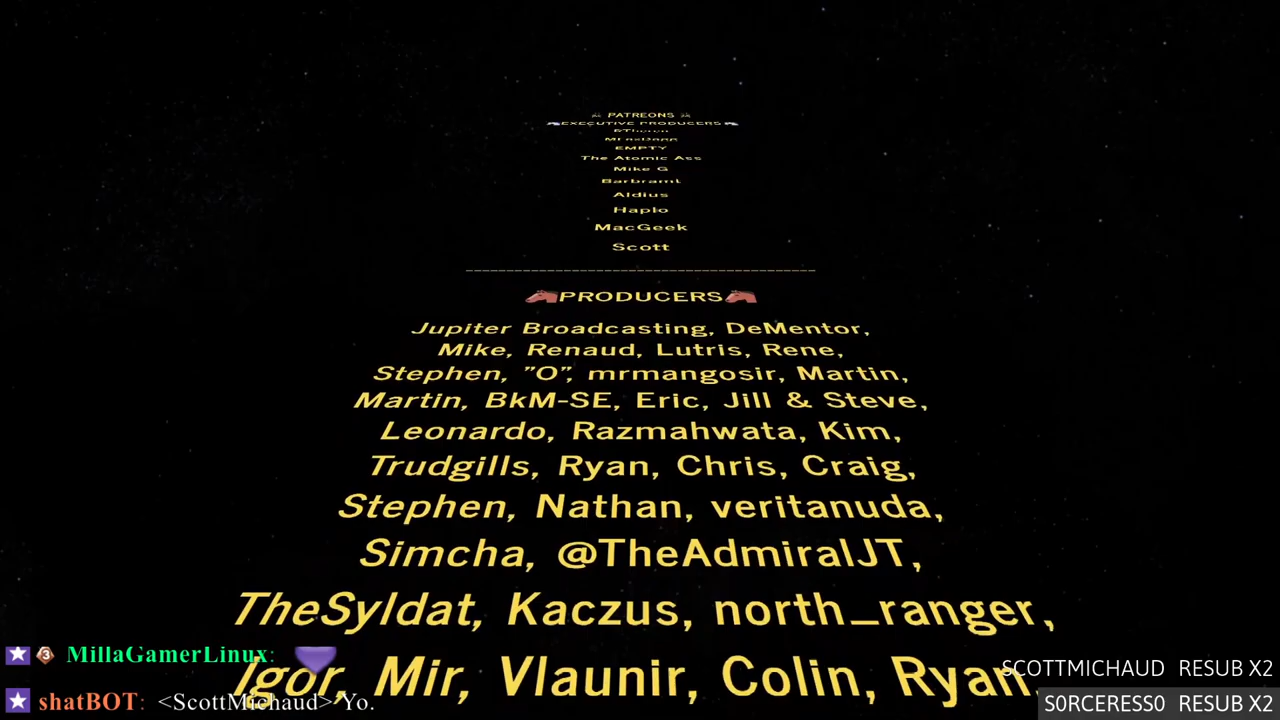 PATREONS
EXECUTIVE PRODUCERS
EMPTY
The Atomic Ass
Mike G
Barbraml
Aldius
Haplo
MacGeek
Scott
------------------------------------------
PRODUCERS
Jupiter Broadcasting, DeMentor,
Mike, Renaud, Lutris, Rene,
Stephen, "O", mrmangosir, Martin,
Martin, BkM-SE, Eric, Jill & Steve,
Leonardo, Razmahwata, Kim,
Trudgills, Ryan, Chris, Craig,
Stephen, Nathan, veritanuda,
Simcha, @TheAdmiralJT,
TheSyldat, Kaczus, north_ranger,
Igor, Mir, Vlaunir, Colin, Ryan,
3 MillaGamerLinux:
shatBOT: <ScottMichaud> Yo.
SCOTTMICHAUD RESUB X2
S0RCERESS0 RESUB X2